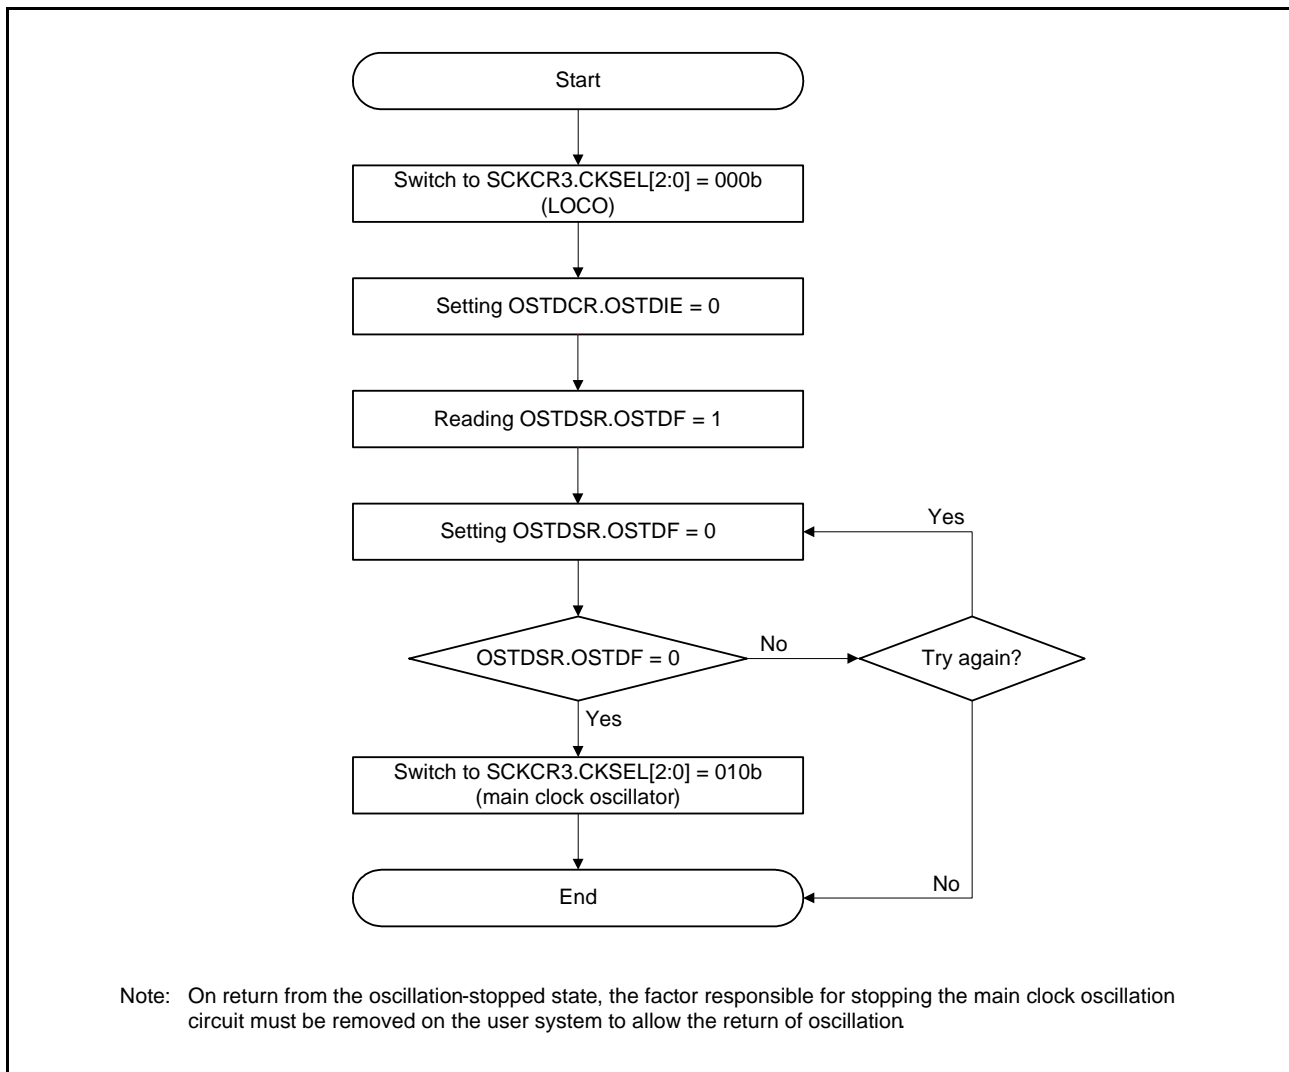 Start
Switch to SCKCR3.CKSEL[2:0] = 000b
(LOCO)
Setting OSTDCR.OSTDIE = 0
Reading OSTDSR.OSTDF = 1
Setting OSTDSR.OSTDF = 0
Yes
OSTDSR.OSTDF = 0
No
Try again?
Yes
Switch to SCKCR3.CKSEL[2:0] = 010b
(main clock oscillator)
No
End
Note: On return from the oscillation-stopped state, the factor responsible for stopping the main clock oscillation
circuit must be removed on the user system to allow the return of oscillation.